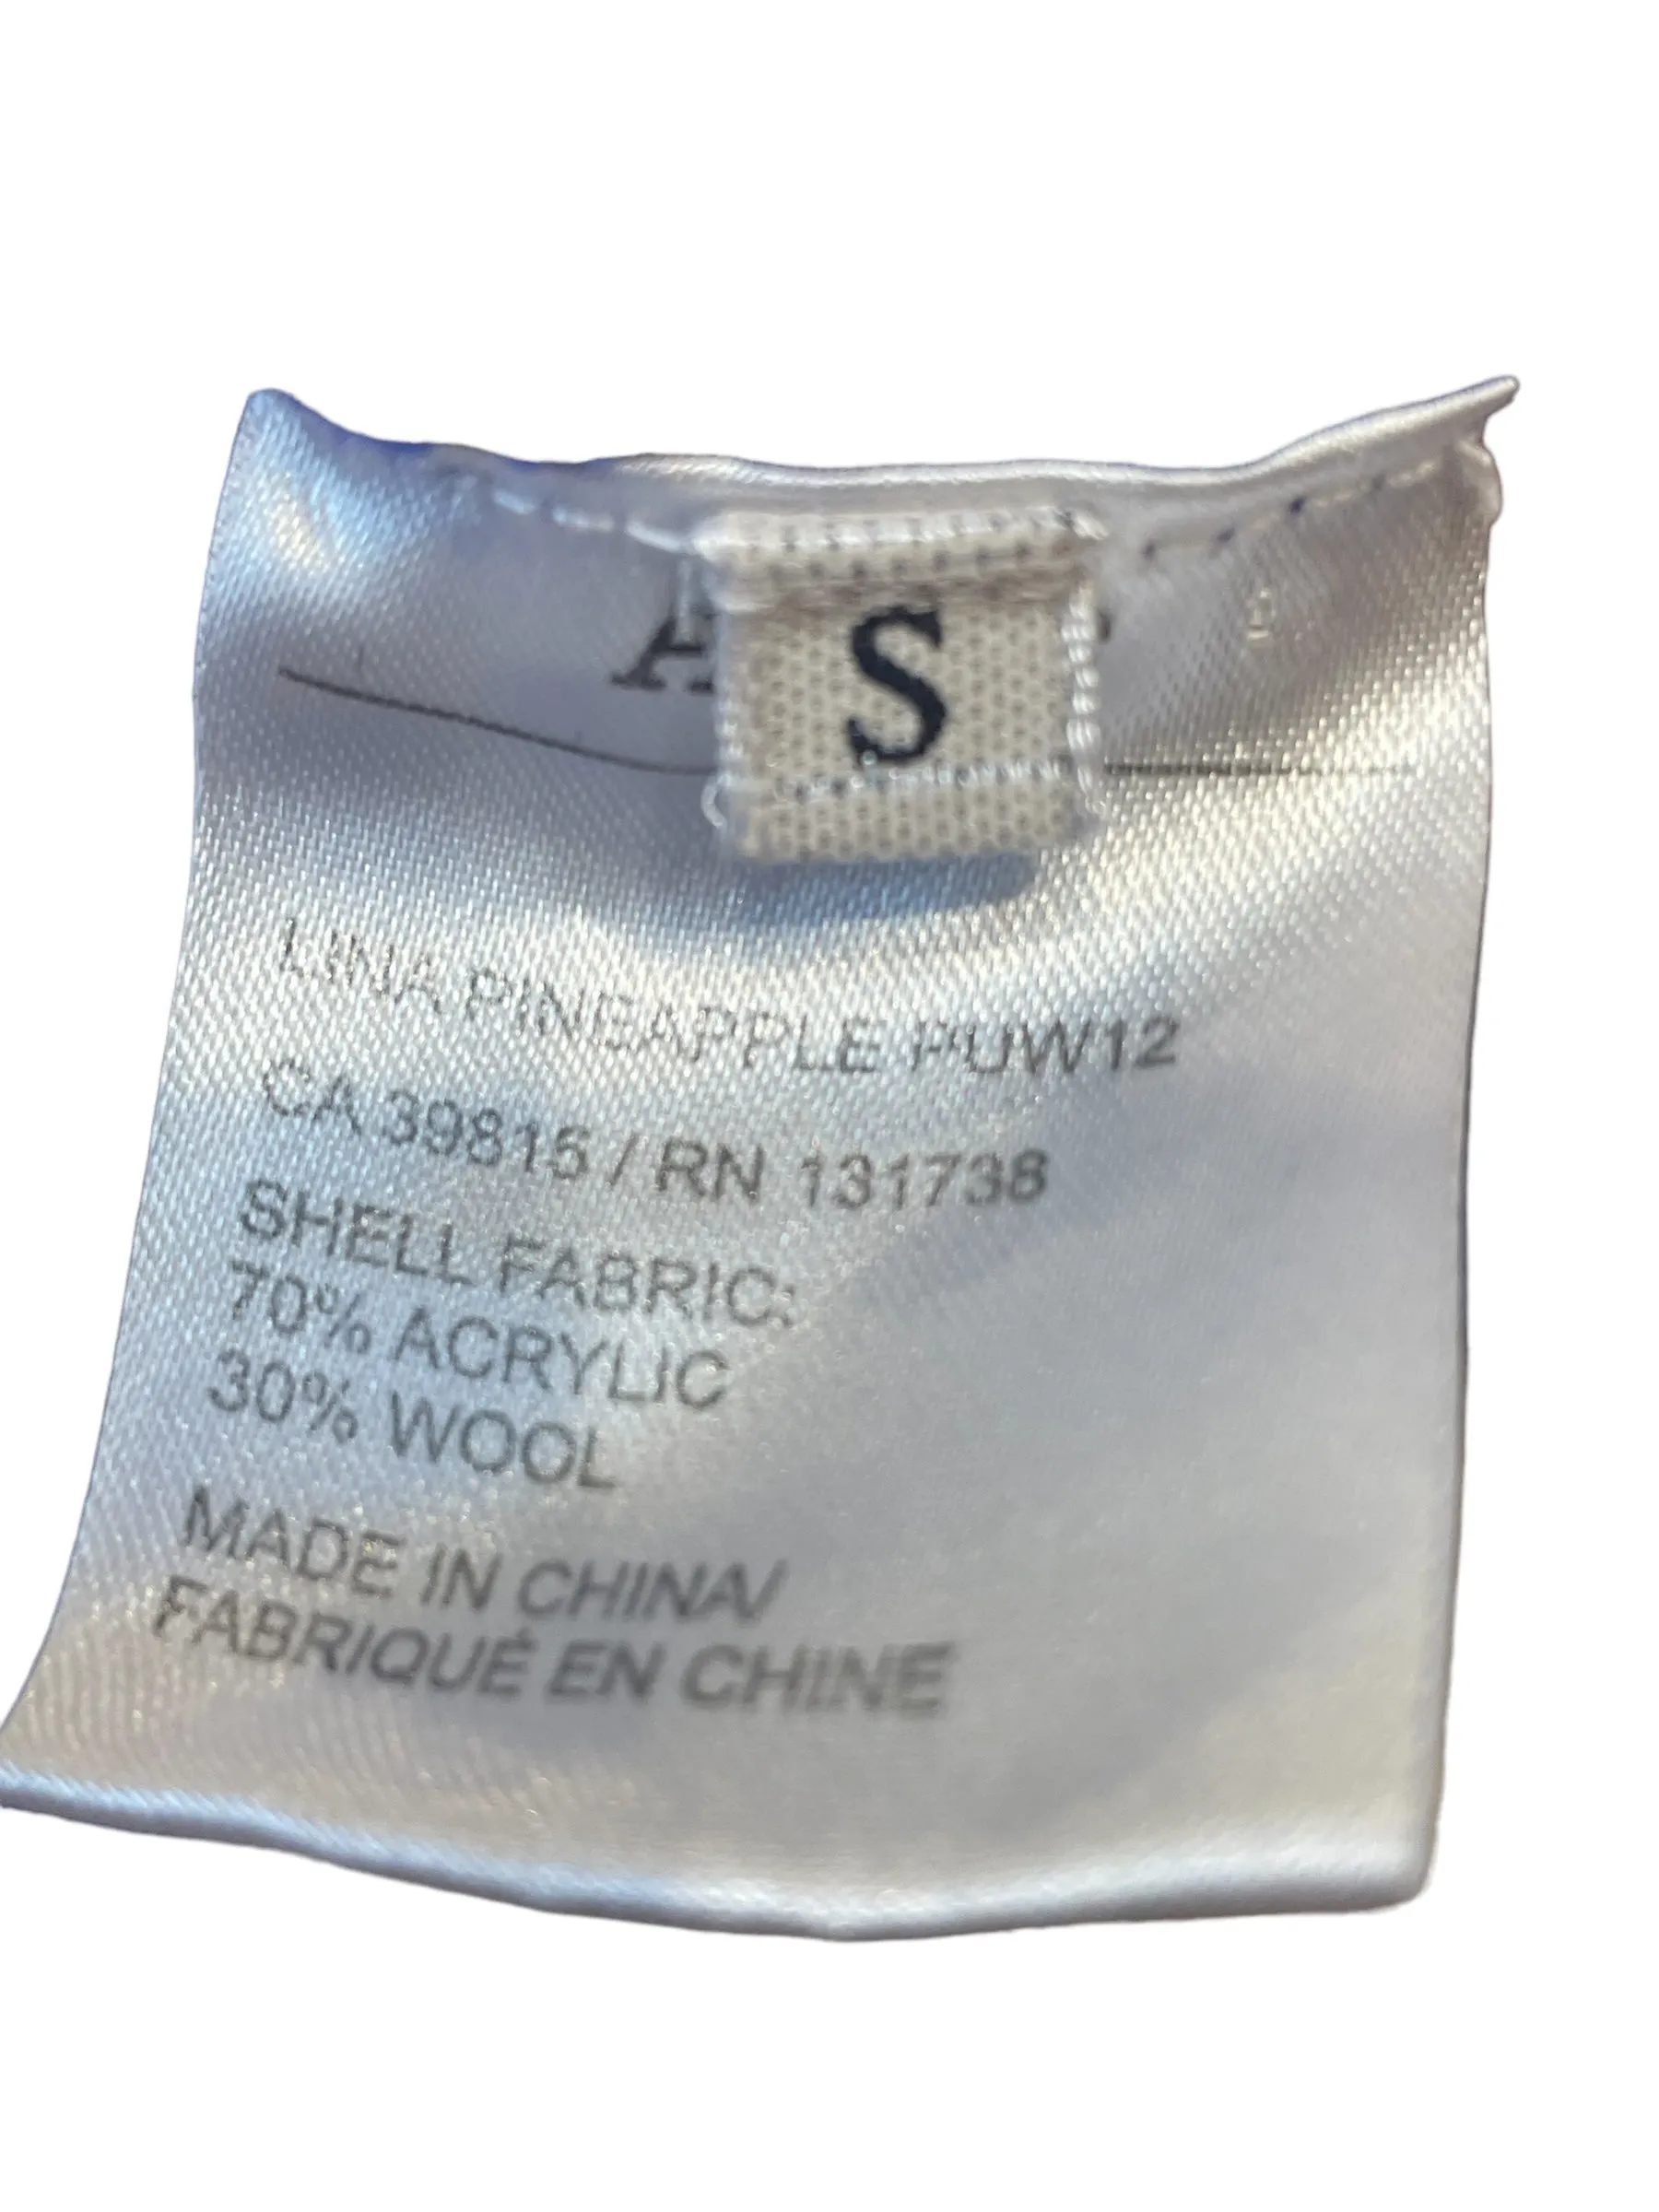 S
LINA PINEAPPLE PUW12
CA 39815 / RN 131738
SHELL FABRIC:
70% ACRYLIC
30% WOOL
MADE IN CHINA/
FABRIQUÉ EN CHINE